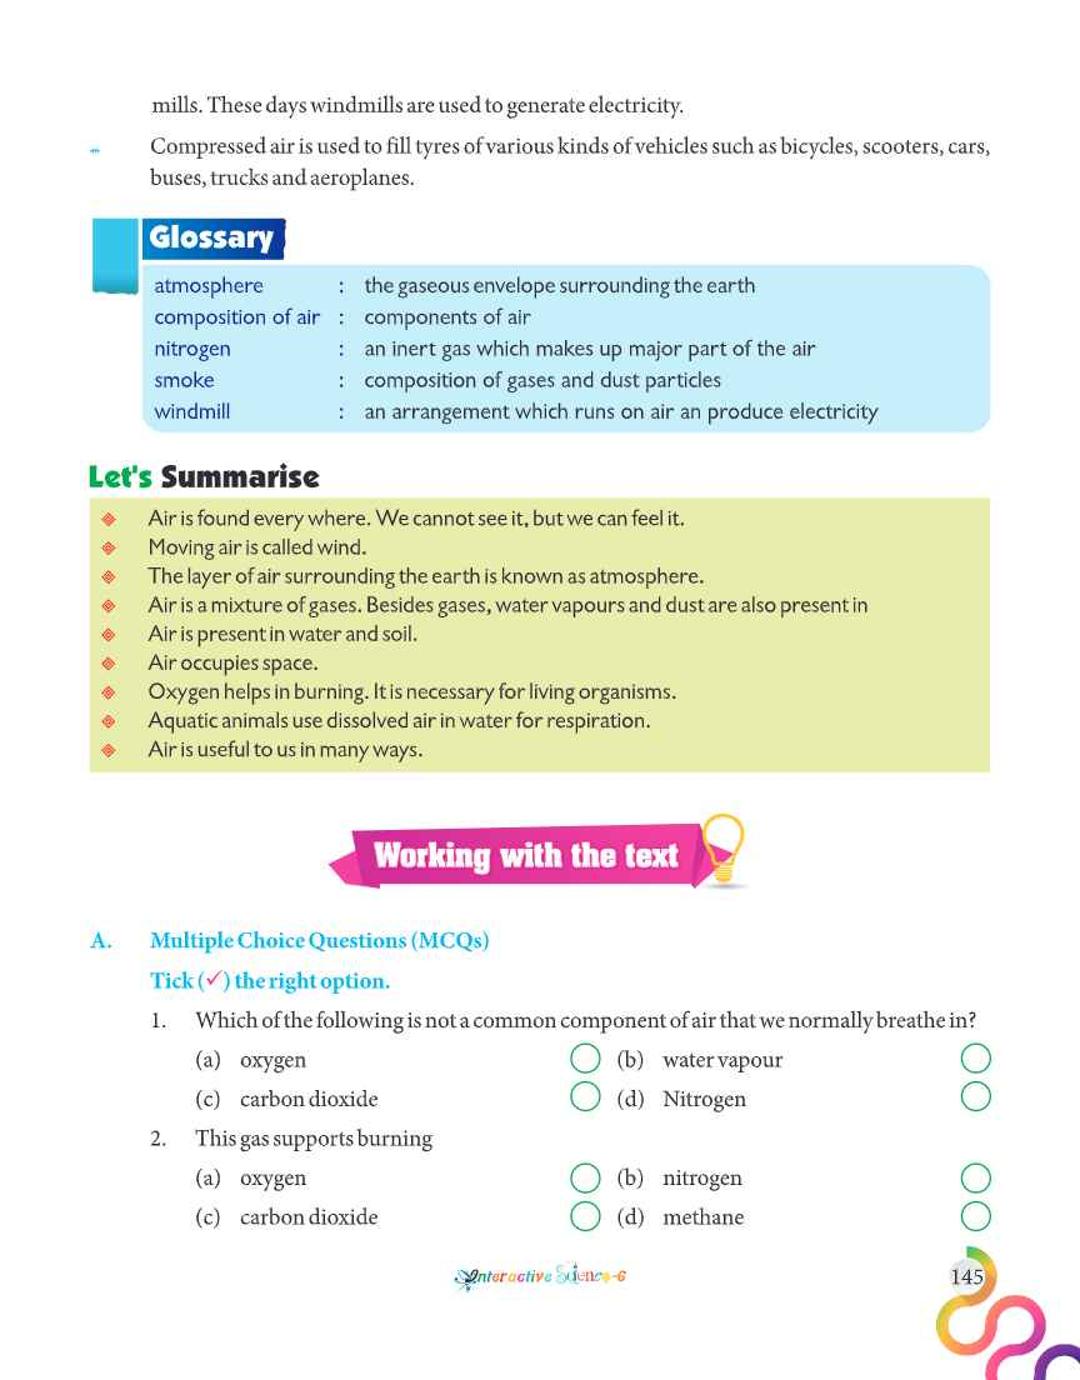 mills. These days windmills are used to generate electricity.
Compressed air is used to fill tyres of various kinds of vehicles such as bicycles, scooters, cars,
buses, trucks and aeroplanes.
Glossary
atmosphere : the gaseous envelope surrounding the earth
composition of air : components of air
nitrogen : an inert gas which makes up major part of the air
smoke : composition of gases and dust particles
windmill : an arrangement which runs on air an produce electricity
Let's Summarise
Air is found every where. We cannot see it, but we can feel it.
Moving air is called wind.
The layer of air surrounding the earth is known as atmosphere.
Air is a mixture of gases. Besides gases, water vapours and dust are also present in
Air is present in water and soil.
Air occupies space.
Oxygen helps in burning. It is necessary for living organisms.
Aquatic animals use dissolved air in water for respiration.
Air is useful to us in many ways.
Working with the text
A. Multiple Choice Questions (MCQs)
Tick (✓) the right option.
1. Which of the following is not a common component of air that we normally breathe in?
(a) oxygen (b) water vapour
(c) carbon dioxide (d) Nitrogen
2. This gas supports burning
(a) oxygen (b) nitrogen
(c) carbon dioxide (d) methane
Interactive Science-6 145